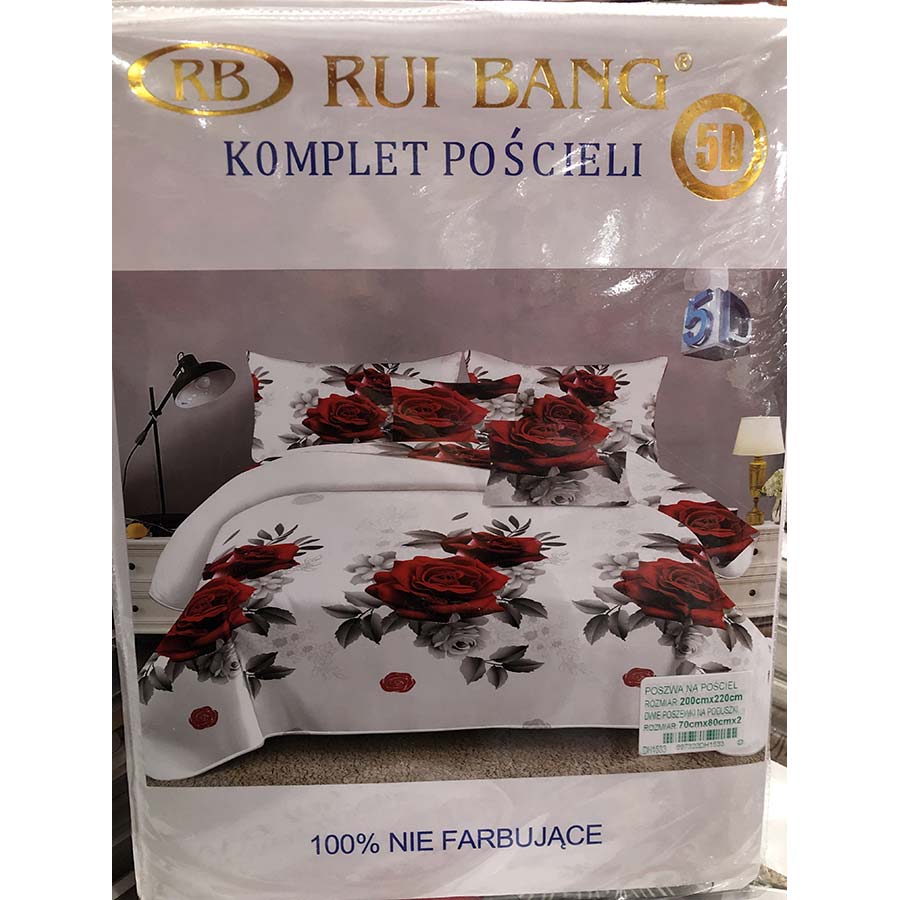 RB RUI BANG®
KOMPLET POŚCIELI
5D
5D
POSZWA NA POŚCIEL
ROZMIAR: 200cmx220cm
DWIE POSZEWKI NA PODUSZKI
ROZMIAR: 70cmx80cmx2
DH1533
100% NIE FARBUJĄCE